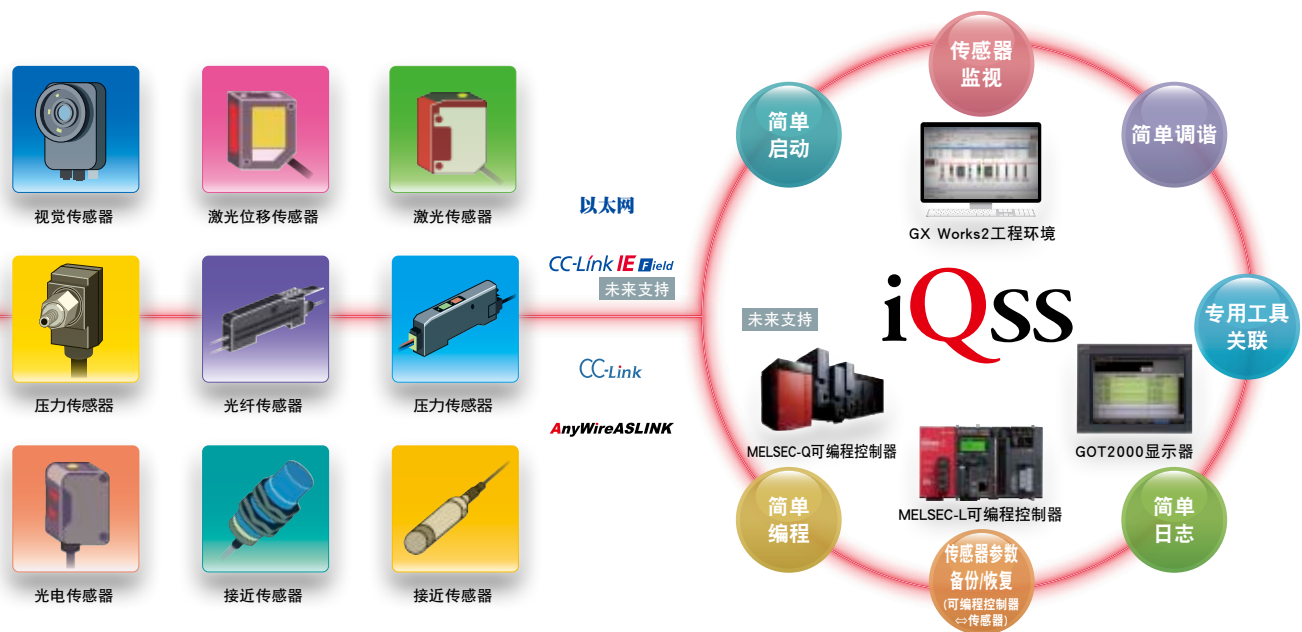 视觉传感器
激光位移传感器
激光传感器
压力传感器
光纤传感器
压力传感器
光电传感器
接近传感器
接近传感器
以太网
CC-Link IE Field
未来支持
CC-Link
AnyWireASLINK
传感器
监视
简单
启动
简单调谐
GX Works2工程环境
iQss
未来支持
专用工具
关联
MELSEC-Q可编程控制器
GOT2000显示器
MELSEC-L可编程控制器
简单
编程
简单
日志
传感器参数
备份/恢复
(可编程控制器
⇔传感器)